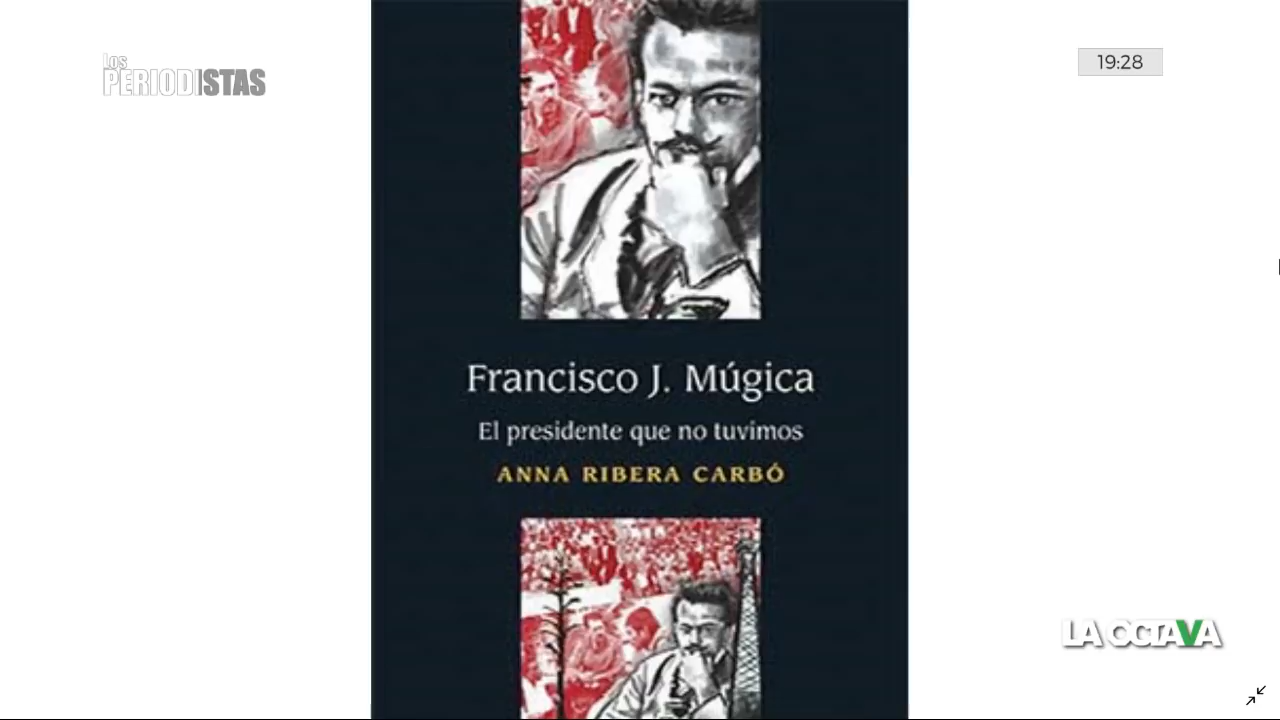 Los
PERIODISTAS
19:28
Francisco J. Múgica
El presidente que no tuvimos
ANNA RIBERA CARBÓ
LA OCTAVA